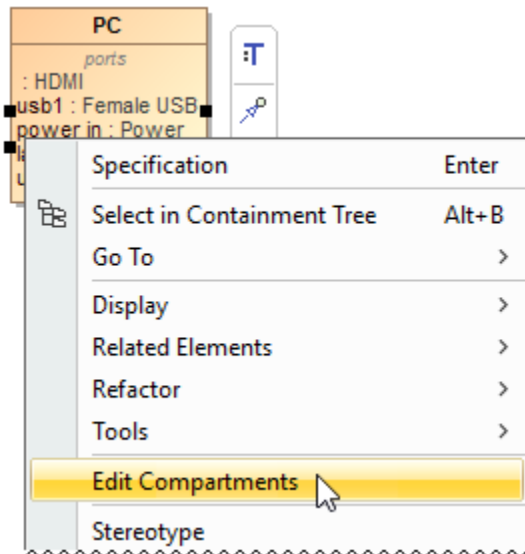 PC
ports
: HDMI
usb1 : Female USB
power in : Power
Specification Enter
Select in Containment Tree Alt+B
Go To
Display
Related Elements
Refactor
Tools
Edit Compartments
Stereotype